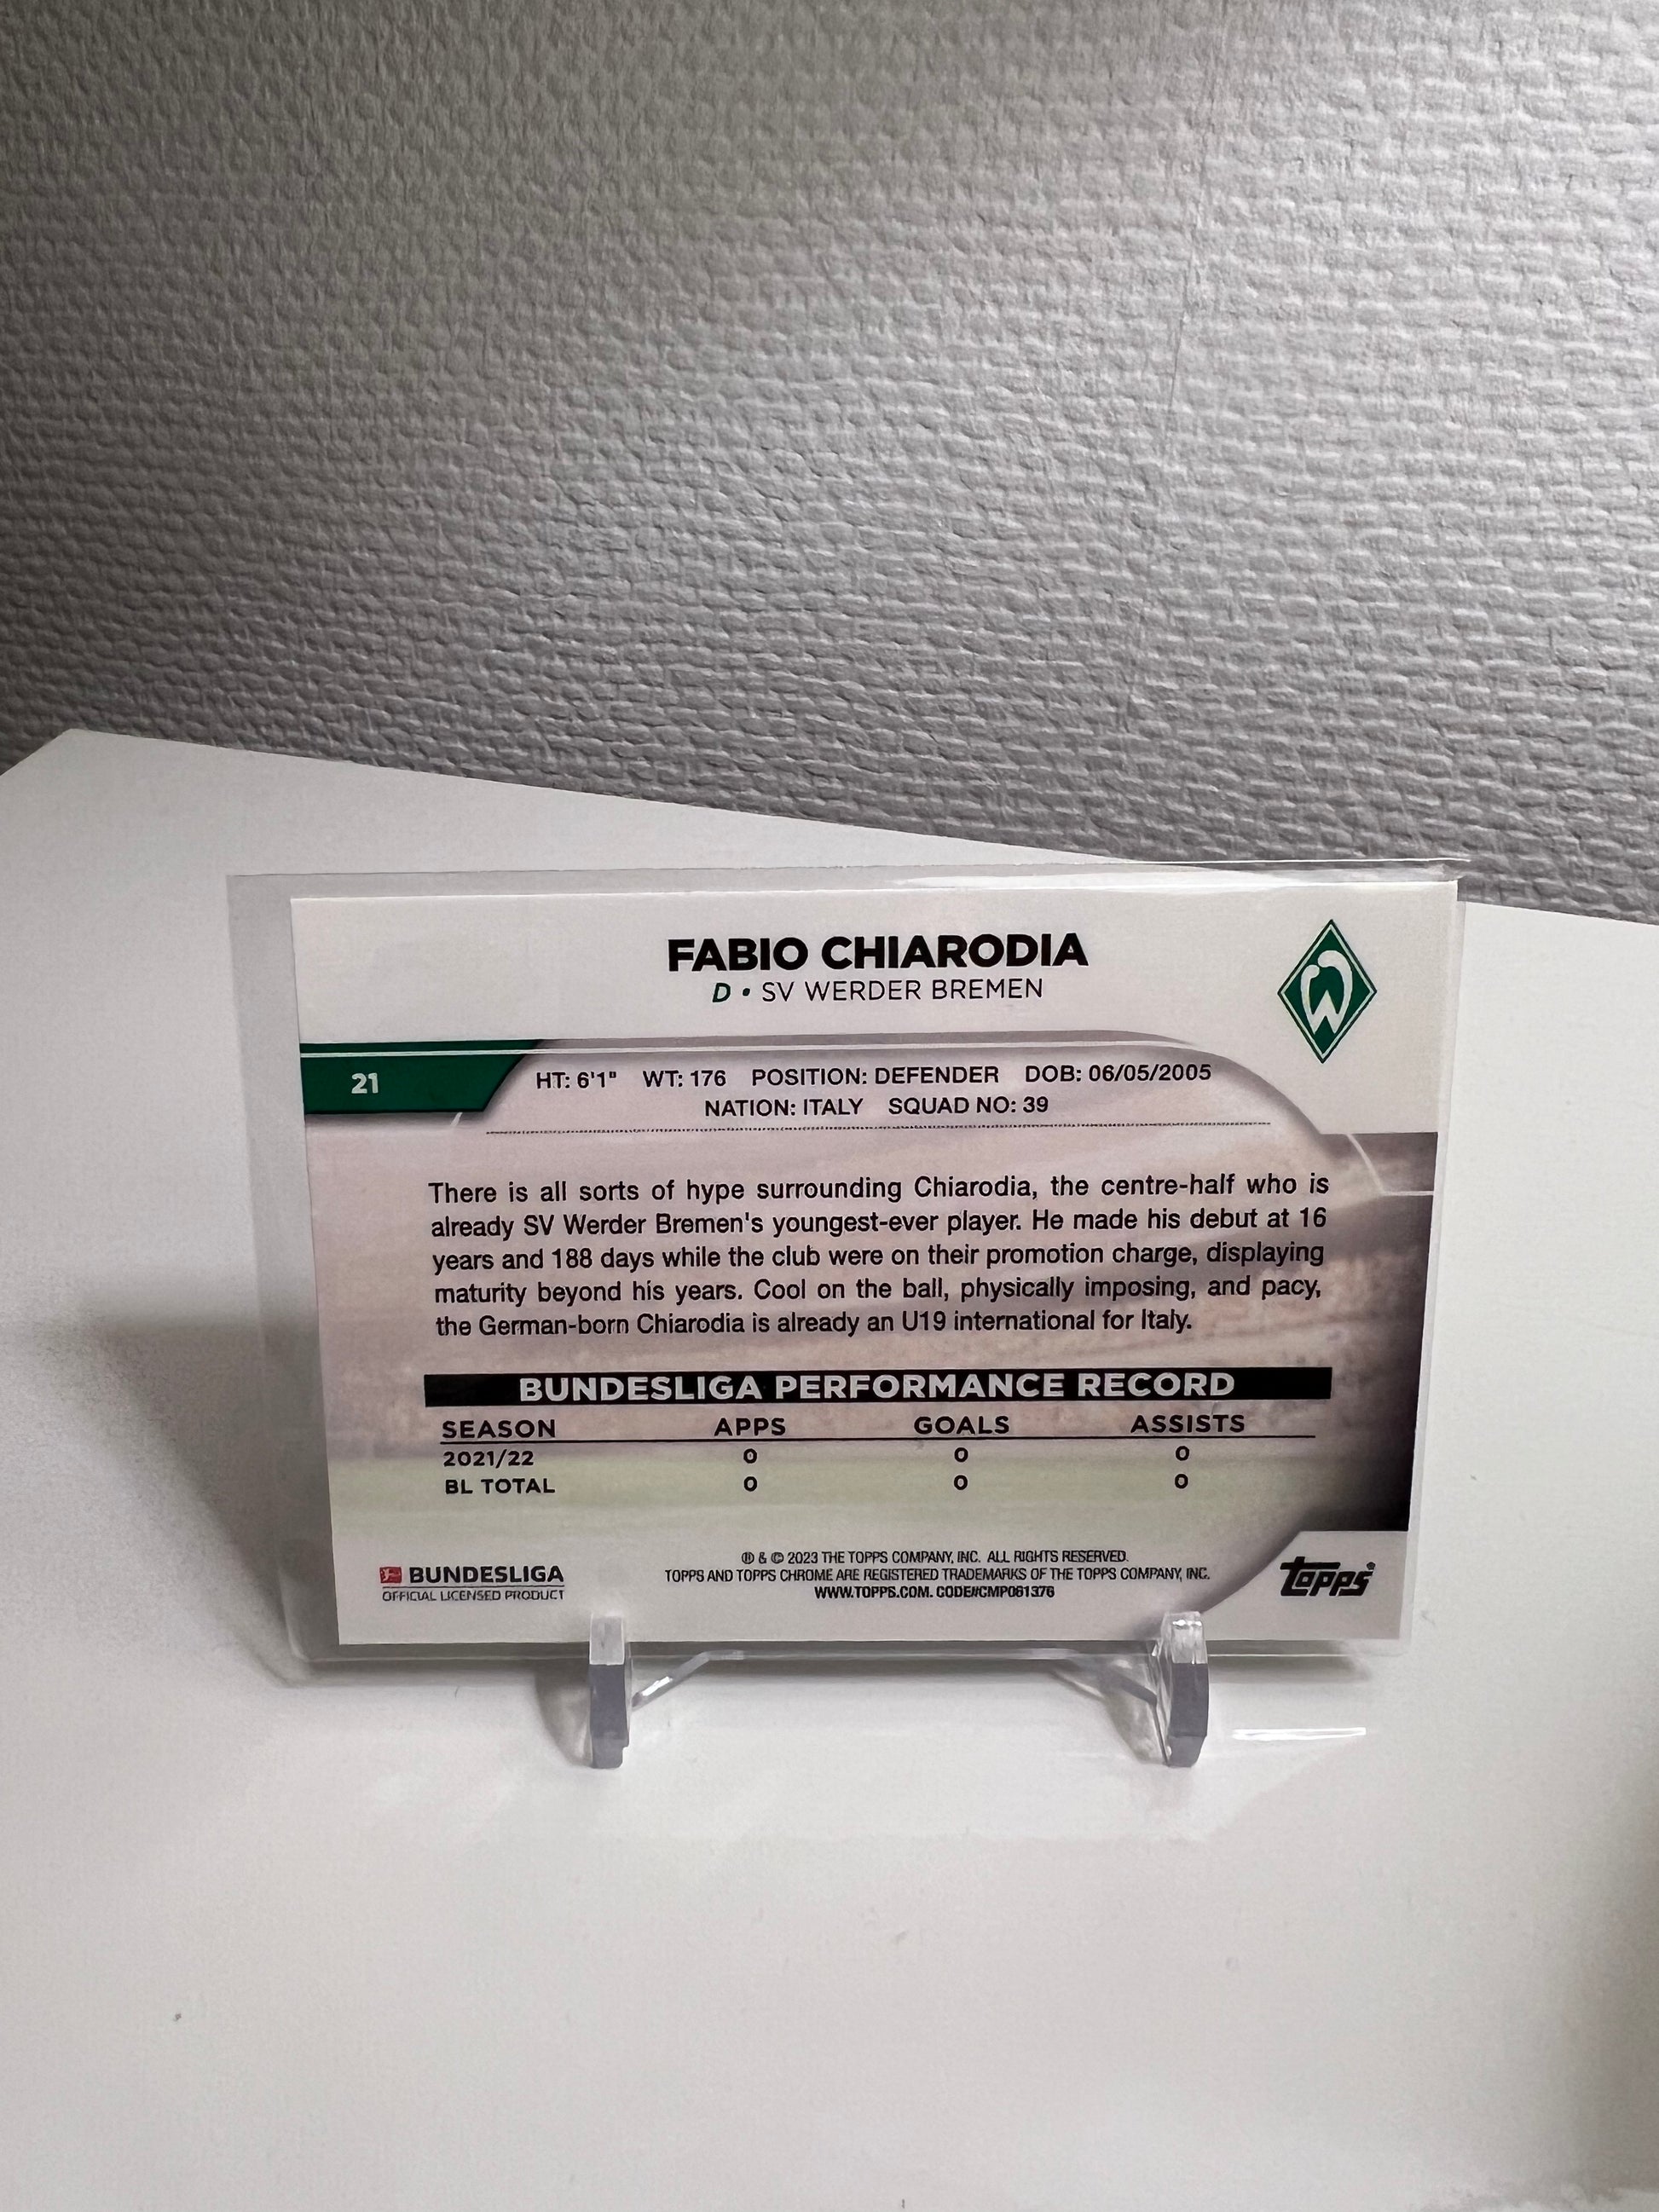 FABIO CHIARODIA
D • SV WERDER BREMEN
W
21
HT: 6'1" WT: 176 POSITION: DEFENDER DOB: 06/05/2005
NATION: ITALY SQUAD NO: 39
There is all sorts of hype surrounding Chiarodia, the centre-half who is
already SV Werder Bremen's youngest-ever player. He made his debut at 16
years and 188 days while the club were on their promotion charge, displaying
maturity beyond his years. Cool on the ball, physically imposing, and pacy,
the German-born Chiarodia is already an U19 international for Italy.
BUNDESLIGA PERFORMANCE RECORD
SEASON APPS GOALS ASSISTS
2021/22 0 0 0
BL TOTAL 0 0 0
BUNDESLIGA
OFFICIAL LICENSED PRODUCT
® & © 2023 THE TOPPS COMPANY, INC. ALL RIGHTS RESERVED.
TOPPS AND TOPPS CHROME ARE REGISTERED TRADEMARKS OF THE TOPPS COMPANY, INC.
WWW.TOPPS.COM. CODE#CMP061376
Topps®